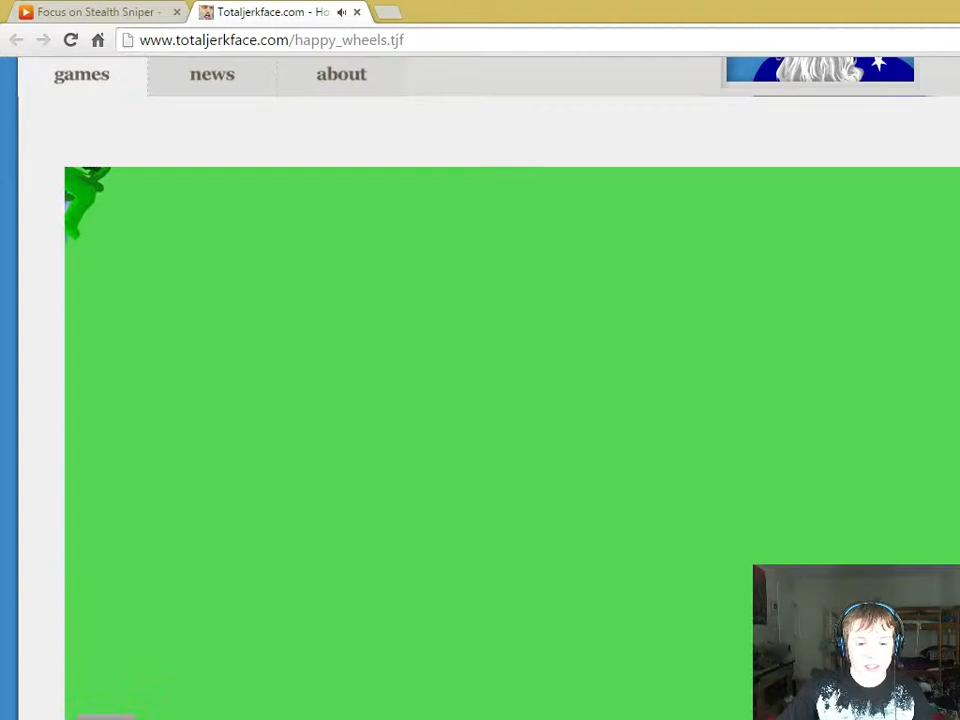 Focus on Stealth Sniper -
Totaljerkface.com - Ho
www.totaljerkface.com/happy_wheels.tjf
games
news
about